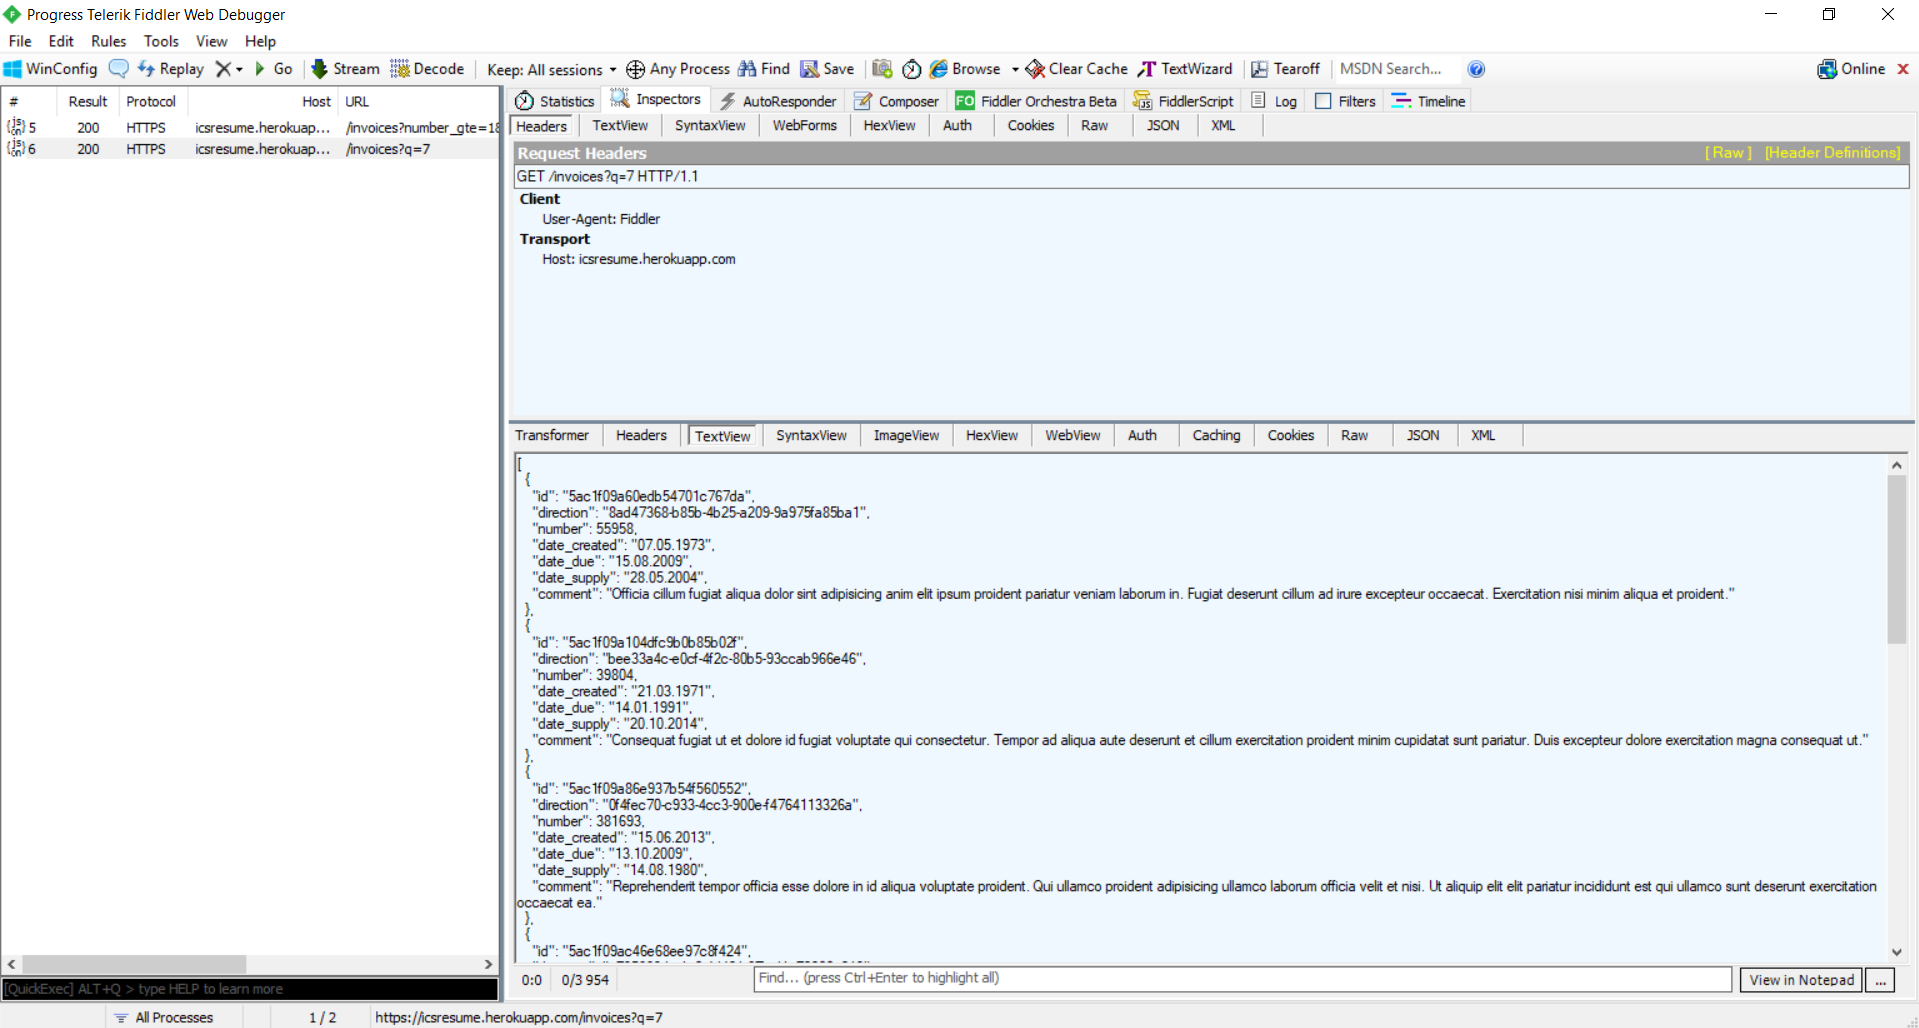 Progress Telerik Fiddler Web Debugger
File Edit Rules Tools View Help
WinConfig Replay Go Stream Decode Keep: All sessions Any Process Find Save Browse Clear Cache TextWizard Tearoff MSDN Search... Online
# Result Protocol Host URL
5 200 HTTPS icsresume.herokuap... /invoices?number_gte=18
6 200 HTTPS icsresume.herokuap... /invoices?q=7
Statistics Inspectors AutoResponder Composer FO Fiddler Orchestra Beta FiddlerScript Log Filters Timeline
Headers TextView SyntaxView WebForms HexView Auth Cookies Raw JSON XML
Request Headers [ Raw ] [Header Definitions]
GET /invoices?q=7 HTTP/1.1
Client
User-Agent: Fiddler
Transport
Host: icsresume.herokuapp.com
Transformer Headers TextView SyntaxView ImageView HexView WebView Auth Caching Cookies Raw JSON XML
[
{
"id": "5ac1f09a60edb54701c767da",
"direction": "8ad47368-b85b-4b25-a209-9a975fa85ba1",
"number": 55958,
"date_created": "07.05.1973",
"date_due": "15.08.2009",
"date_supply": "28.05.2004",
"comment": "Officia cillum fugiat aliqua dolor sint adipisicing anim elit ipsum proident pariatur veniam laborum in. Fugiat deserunt cillum ad irure excepteur occaecat. Exercitation nisi minim aliqua et proident."
},
{
"id": "5ac1f09a104dfc9b0b85b02f",
"direction": "bee33a4c-e0cf-4f2c-80b5-93ccab966e46",
"number": 39804,
"date_created": "21.03.1971",
"date_due": "14.01.1991",
"date_supply": "20.10.2014",
"comment": "Consequat fugiat ut et dolore id fugiat voluptate qui consectetur. Tempor ad aliqua aute deserunt et cillum exercitation proident minim cupidatat sunt pariatur. Duis excepteur dolore exercitation magna consequat ut."
},
{
"id": "5ac1f09a86e937b54f560552",
"direction": "0f4fec70-c933-4cc3-900e-f4764113326a",
"number": 381693,
"date_created": "15.06.2013",
"date_due": "13.10.2009",
"date_supply": "14.08.1980",
"comment": "Reprehenderit tempor officia esse dolore in id aliqua voluptate proident. Qui ullamco proident adipisicing ullamco laborum officia velit et nisi. Ut aliquip elit elit pariatur incididunt est qui ullamco sunt deserunt exercitation
occaecat ea."
},
{
"id": "5ac1f09ac46e68ee97c8f424",
0:0 0/3 954 Find... (press Ctrl+Enter to highlight all) View in Notepad ...
[QuickExec] ALT+Q > type HELP to learn more
All Processes 1 / 2 https://icsresume.herokuapp.com/invoices?q=7